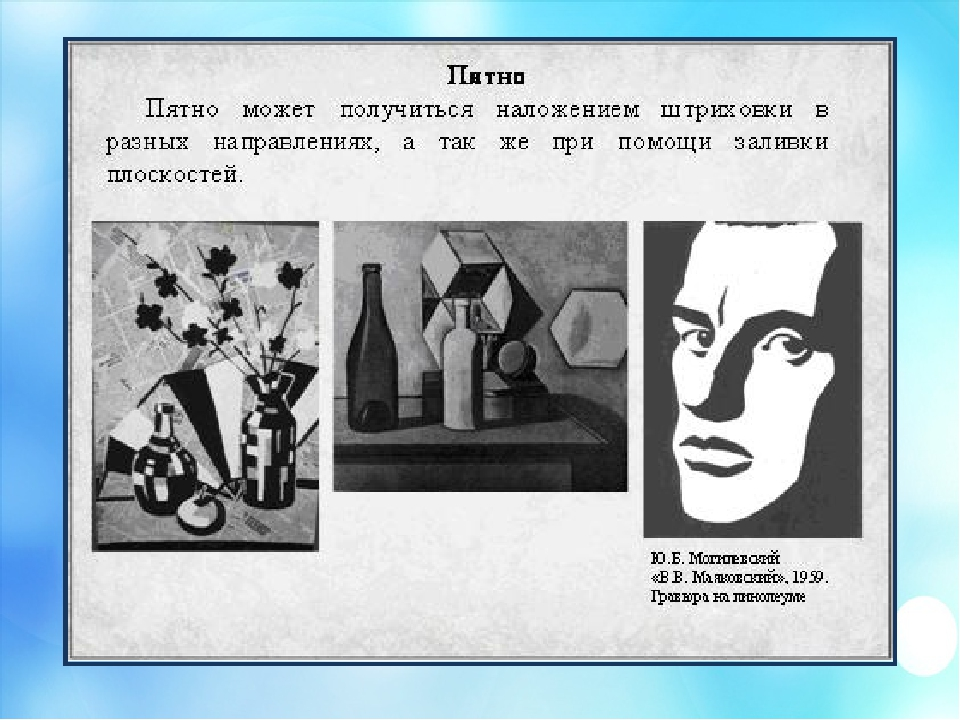 Пятно
Пятно может получиться наложением штриховки в
разных направлениях, а так же при помощи заливки
плоскостей.
Ю.Б. Могилевский
«В.В. Маяковский», 1959.
Гравюра на линолеуме